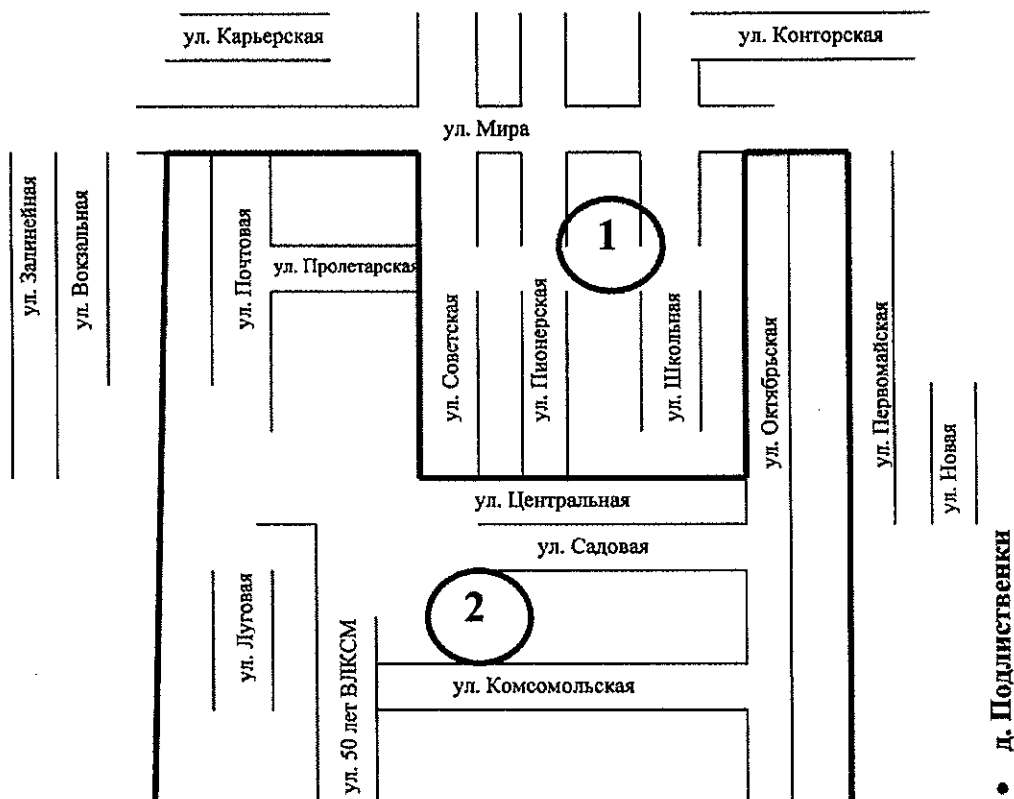 ул. Карьерская
ул. Конторская
ул. Мира
ул. Залинейная
ул. Вокзальная
ул. Почтовая
ул. Пролетарская
ул. Советская
ул. Пионерская
1
ул. Школьная
ул. Октябрьская
ул. Первомайская
ул. Новая
ул. Центральная
ул. Садовая
ул. Луговая
ул. 50 лет ВЛКСМ
2
ул. Комсомольская
д. Подлиственки